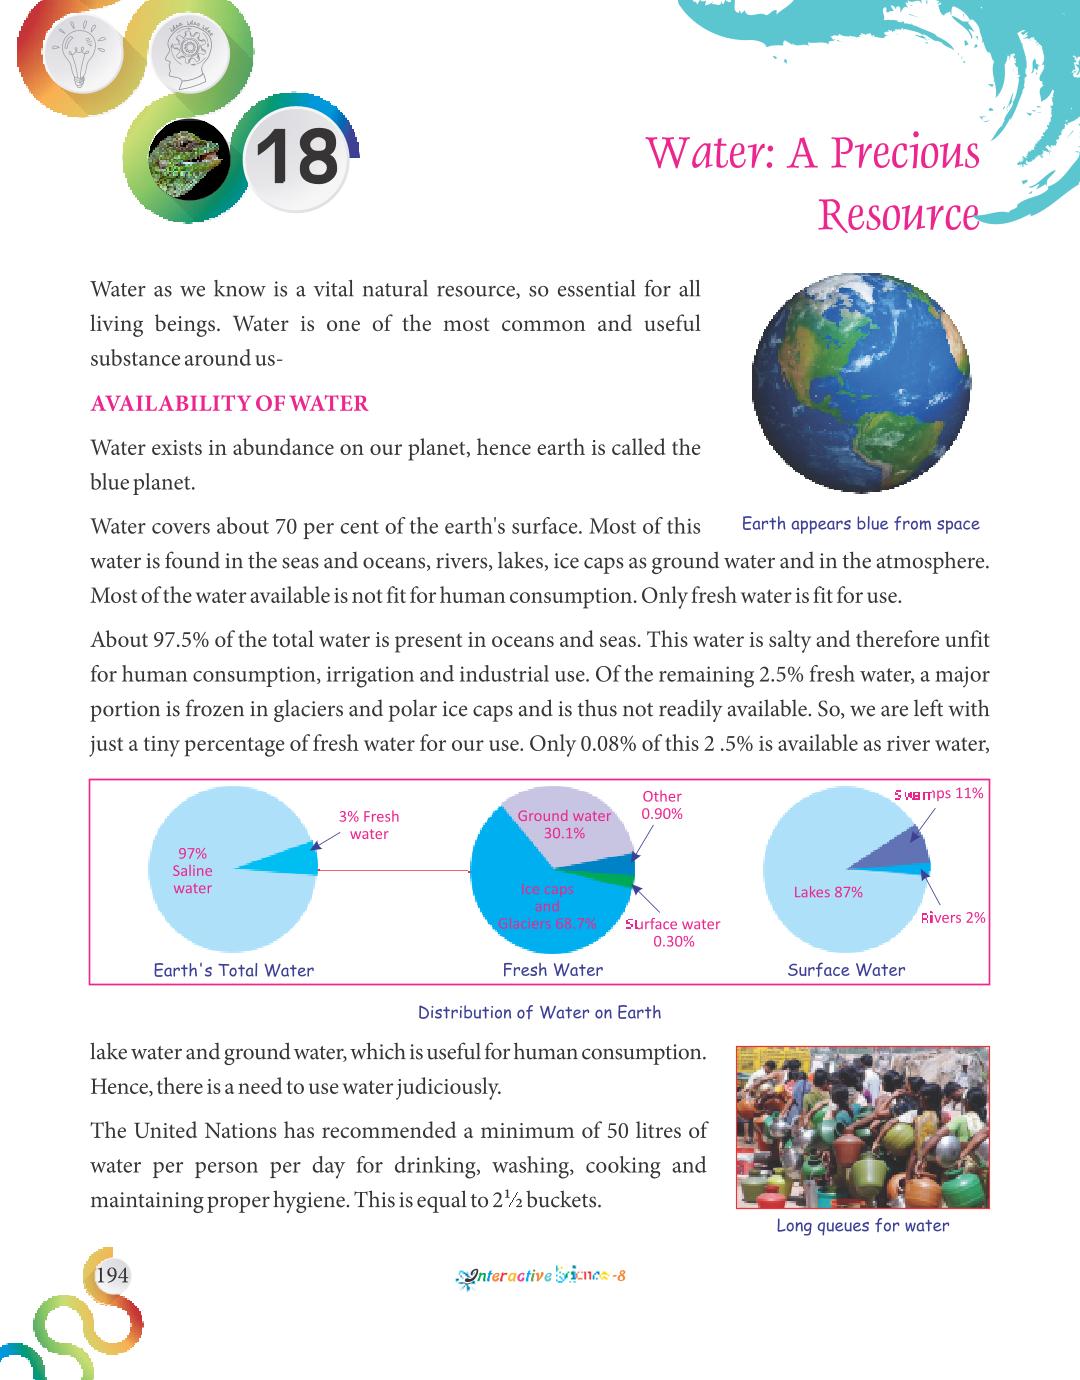 18
Water: A Precious
Resource
Water as we know is a vital natural resource, so essential for all
living beings. Water is one of the most common and useful
substance around us-
AVAILABILITY OF WATER
Water exists in abundance on our planet, hence earth is called the
blue planet.
Water covers about 70 per cent of the earth's surface. Most of this
Earth appears blue from space
water is found in the seas and oceans, rivers, lakes, ice caps as ground water and in the atmosphere.
Most of the water available is not fit for human consumption. Only fresh water is fit for use.
About 97.5% of the total water is present in oceans and seas. This water is salty and therefore unfit
for human consumption, irrigation and industrial use. Of the remaining 2.5% fresh water, a major
portion is frozen in glaciers and polar ice caps and is thus not readily available. So, we are left with
just a tiny percentage of fresh water for our use. Only 0.08% of this 2 .5% is available as river water,
97%
Saline
water
3% Fresh
water
Earth's Total Water
Ground water
30.1%
Other
0.90%
Ice caps
and
Glaciers 68.7%
Surface water
0.30%
Fresh Water
Swamps 11%
Lakes 87%
Rivers 2%
Surface Water
Distribution of Water on Earth
lake water and ground water, which is useful for human consumption.
Hence, there is a need to use water judiciously.
The United Nations has recommended a minimum of 50 litres of
water per person per day for drinking, washing, cooking and
maintaining proper hygiene. This is equal to 2½ buckets.
Long queues for water
194
Interactive Science -8